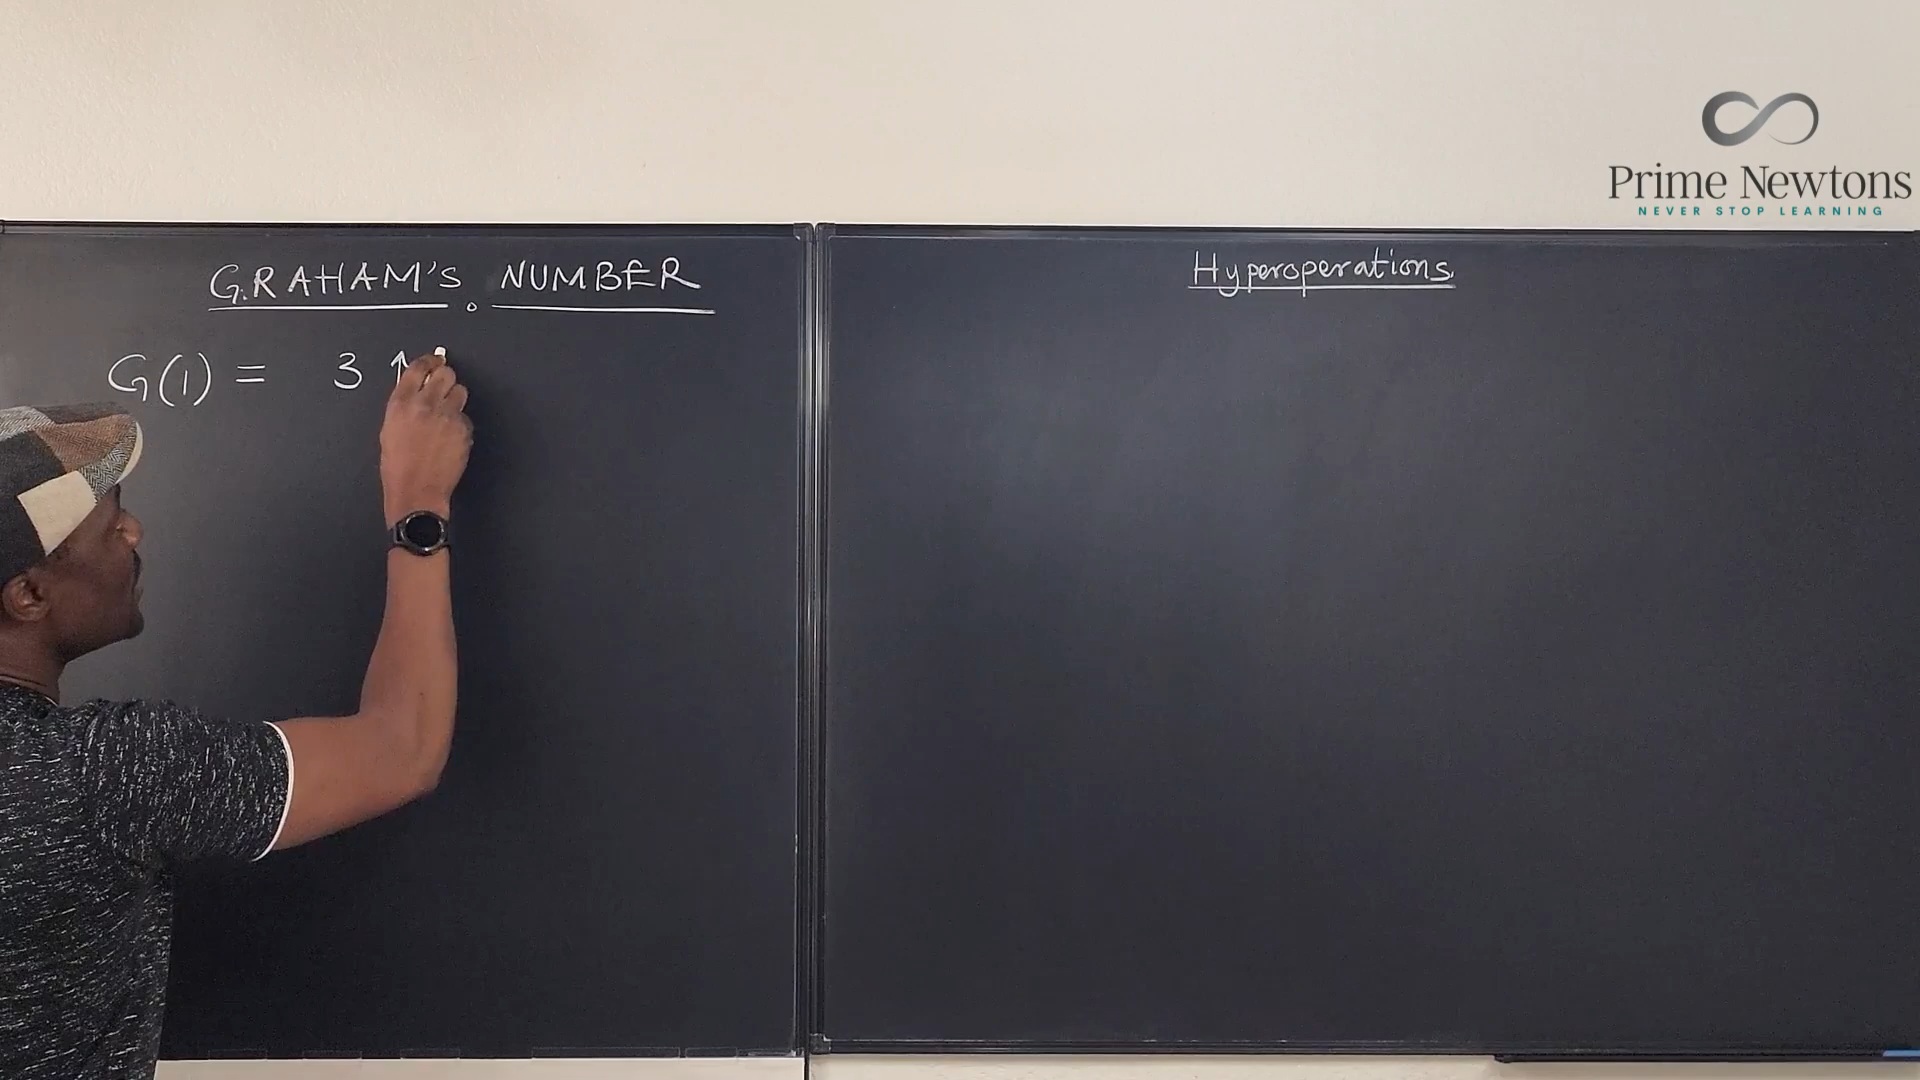 Prime Newtons
NEVER STOP LEARNING
GRAHAM'S NUMBER
G(1) = 3 ↑
Hyperoperations